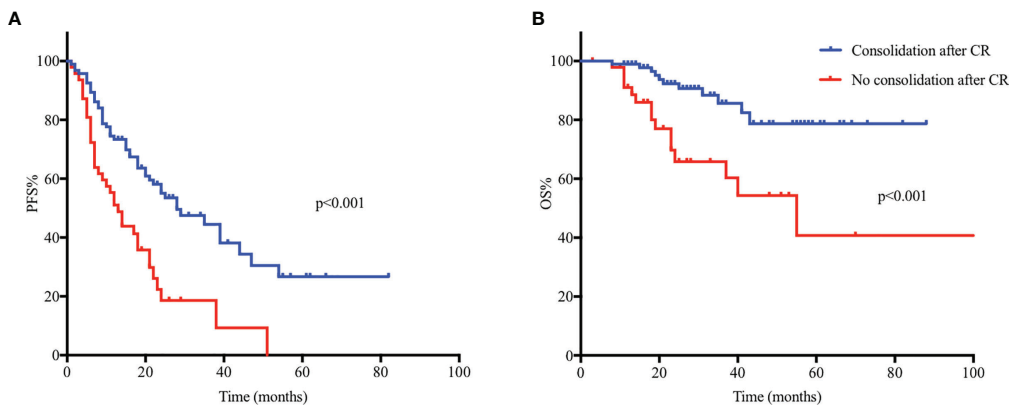 A
100
80
60
40
20
0
PFS%
p<0.001
0 20 40 60 80 100
Time (months)
B
100
80
60
40
20
0
OS%
Consolidation after CR
No consolidation after CR
p<0.001
0 20 40 60 80 100
Time (months)